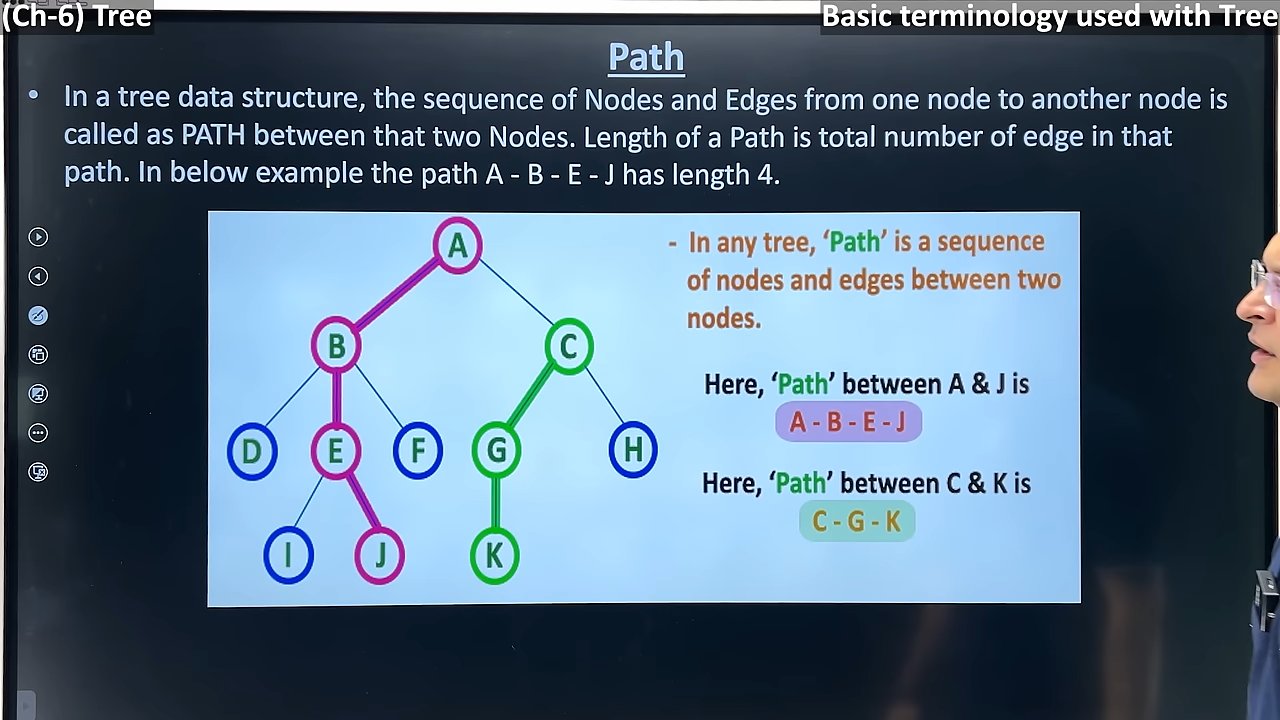 (Ch-6) Tree
Basic terminology used with Tree
Path
• In a tree data structure, the sequence of Nodes and Edges from one node to another node is
called as PATH between that two Nodes. Length of a Path is total number of edge in that
path. In below example the path A - B - E - J has length 4.
A
B
C
D
E
F
G
H
I
J
K
- In any tree, ‘Path’ is a sequence
of nodes and edges between two
nodes.
Here, ‘Path’ between A & J is
A - B - E - J
Here, ‘Path’ between C & K is
C - G - K